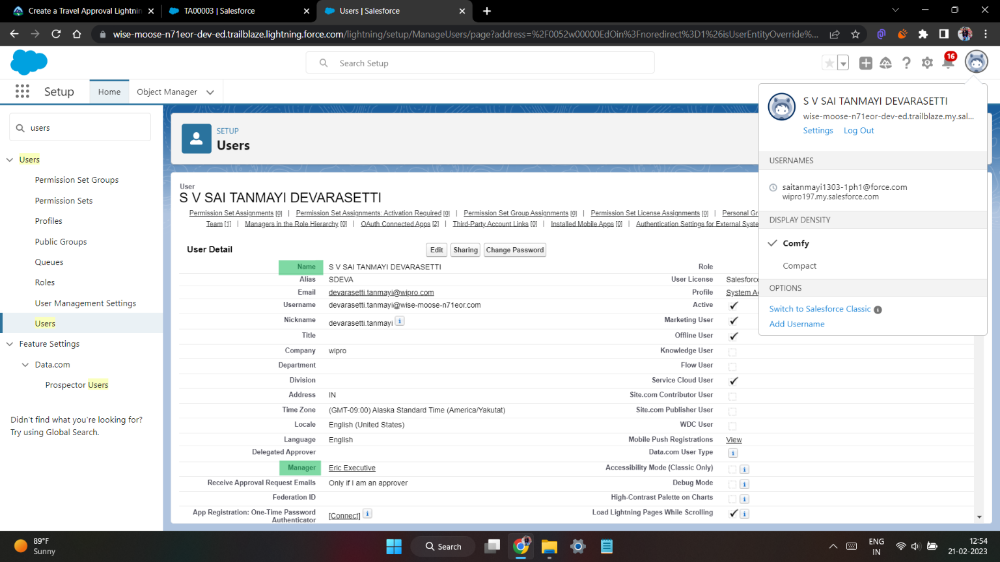 Create a Travel Approval Lightnin
TA00003 | Salesforce
Users | Salesforce
wise-moose-n71eor-dev-ed.trailblaze.lightning.force.com/lightning/setup/ManageUsers/page?address=%2F0052w00000EdOin%3Fnoredirect%3D1%26isUserEntityOverride%...
Search Setup
16
Setup
Home
Object Manager
users
Users
Permission Set Groups
Permission Sets
Profiles
Public Groups
Queues
Roles
User Management Settings
Users
Feature Settings
Data.com
Prospector Users
Didn't find what you're looking for?
Try using Global Search.
SETUP
Users
User
S V SAI TANMAYI DEVARASETTI
Permission Set Assignments [0] | Permission Set Assignments: Activation Required [0] | Permission Set Group Assignments [0] | Permission Set License Assignments [0] | Personal Gr
Team [1] | Managers in the Role Hierarchy [0] | OAuth Connected Apps [2] | Third-Party Account Links [0] | Installed Mobile Apps [0] | Authentication Settings for External Syste
User Detail
Edit Sharing Change Password
Name S V SAI TANMAYI DEVARASETTI Role
Alias SDEVA User License Salesforce
Email devarasetti.tanmayi@wipro.com Profile System A
Username devarasetti.tanmayi@wise-moose-n71eor.com Active
Nickname devarasetti.tanmayi i Marketing User
Title Offline User
Company wipro Knowledge User
Department Flow User
Division Service Cloud User
Address IN Site.com Contributor User
Time Zone (GMT-09:00) Alaska Standard Time (America/Yakutat) Site.com Publisher User
Locale English (United States) WDC User
Language English Mobile Push Registrations View
Delegated Approver Data.com User Type i
Manager Eric Executive Accessibility Mode (Classic Only) i
Receive Approval Request Emails Only if I am an approver Debug Mode i
Federation ID High-Contrast Palette on Charts i
App Registration: One-Time Password Authenticator [Connect] i Load Lightning Pages While Scrolling i
S V SAI TANMAYI DEVARASETTI
wise-moose-n71eor-dev-ed.trailblaze.my.sal...
Settings Log Out
USERNAMES
saitanmayi1303-1ph1@force.com
wipro197.my.salesforce.com
DISPLAY DENSITY
Comfy
Compact
OPTIONS
Switch to Salesforce Classic i
Add Username
89°F
Sunny
Search
ENG
IN
12:54
21-02-2023